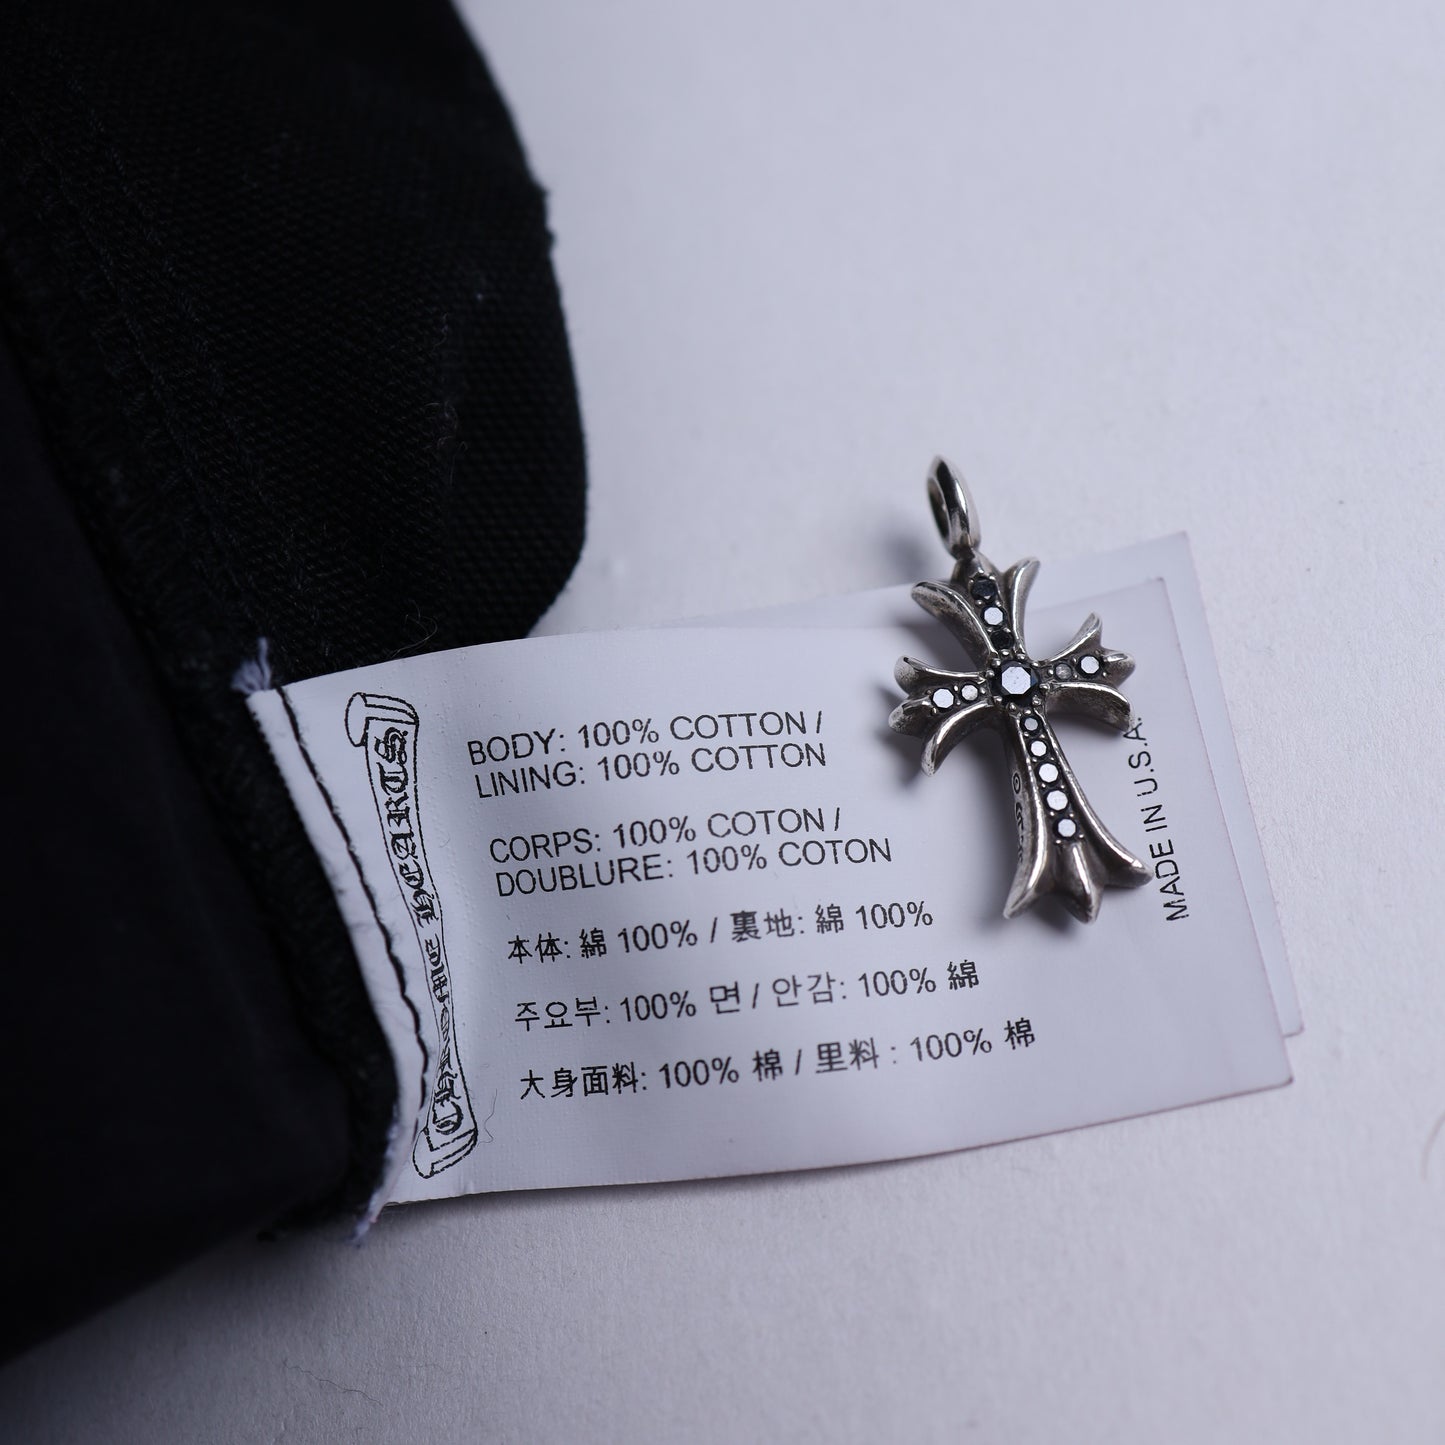 CHROME HEARTS
BODY: 100% COTTON /
LINING: 100% COTTON
CORPS: 100% COTON /
DOUBLURE: 100% COTON
本体: 綿 100% / 裏地: 綿 100%
주요부: 100% 면 / 안감: 100% 綿
大身面料: 100% 棉 / 里料 : 100% 棉
MADE IN U.S.A.